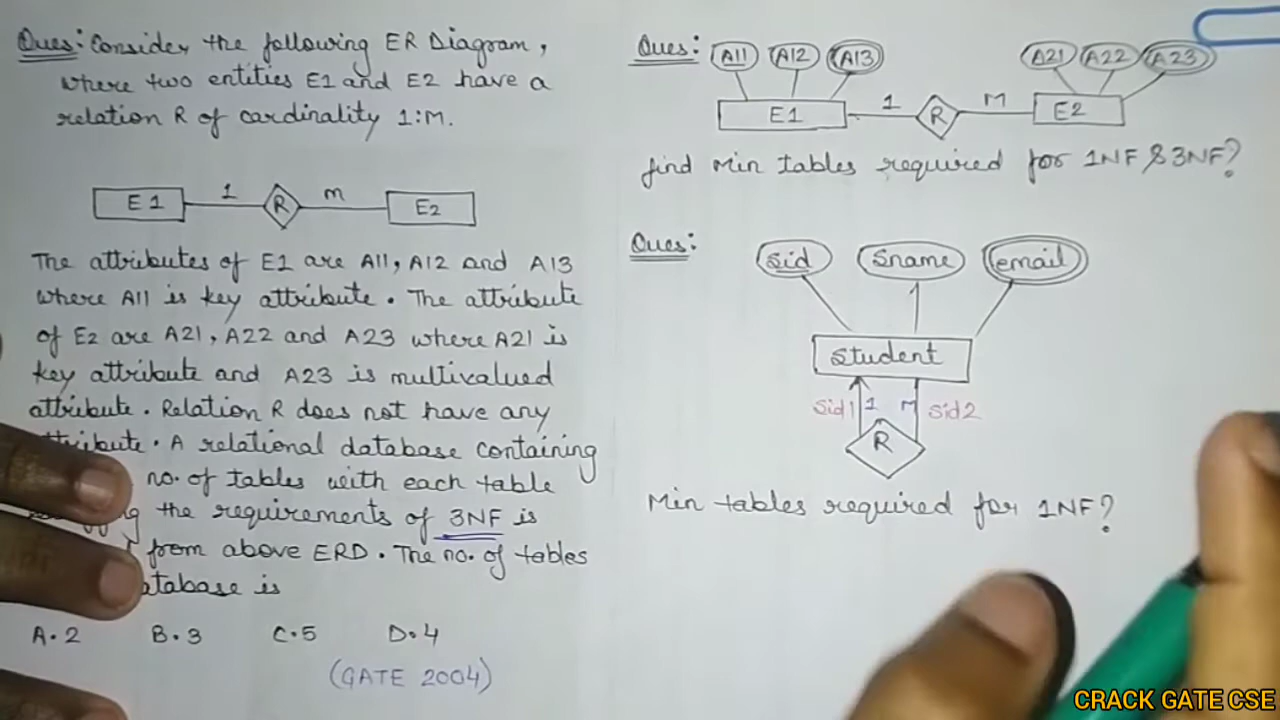 Ques: Consider the following ER Diagram,
where two entities E1 and E2 have a
relation R of cardinality 1:M.
E1 1 R m E2
The attributes of E1 are A11, A12 and A13
where A11 is key attribute. The attribute
of E2 are A21, A22 and A23 where A21 is
key attribute and A23 is multivalued
attribute. Relation R does not have any
attribute. A relational database containing
no. of tables with each table
the requirements of 3NF is
from above ERD. The no. of tables
is
A. 2 B. 3 C. 5 D. 4
(GATE 2004)
Ques: A11 A12 A13 A21 A22 A23
E1 1 R M E2
find Min tables required for 1NF & 3NF?
Ques: Sid Sname email
Student
Sid1 1 M Sid2
R
Min tables required for 1NF?
CRACK GATE CSE